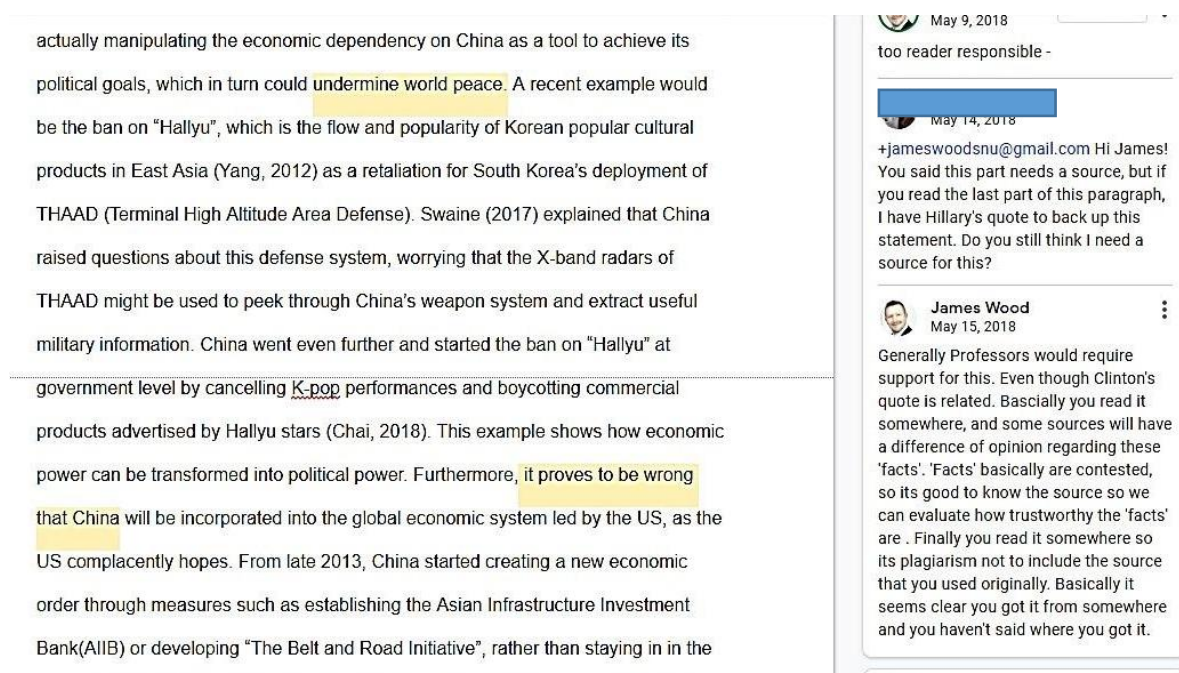 actually manipulating the economic dependency on China as a tool to achieve its
political goals, which in turn could undermine world peace. A recent example would
be the ban on “Hallyu”, which is the flow and popularity of Korean popular cultural
products in East Asia (Yang, 2012) as a retaliation for South Korea’s deployment of
THAAD (Terminal High Altitude Area Defense). Swaine (2017) explained that China
raised questions about this defense system, worrying that the X-band radars of
THAAD might be used to peek through China’s weapon system and extract useful
military information. China went even further and started the ban on “Hallyu” at
government level by cancelling K-pop performances and boycotting commercial
products advertised by Hallyu stars (Chai, 2018). This example shows how economic
power can be transformed into political power. Furthermore, it proves to be wrong
that China will be incorporated into the global economic system led by the US, as the
US complacently hopes. From late 2013, China started creating a new economic
order through measures such as establishing the Asian Infrastructure Investment
Bank(AIIB) or developing “The Belt and Road Initiative”, rather than staying in in the
May 9, 2018
too reader responsible -
May 14, 2018
+jameswoodsnu@gmail.com Hi James!
You said this part needs a source, but if
you read the last part of this paragraph,
I have Hillary's quote to back up this
statement. Do you still think I need a
source for this?
James Wood
May 15, 2018
Generally Professors would require
support for this. Even though Clinton's
quote is related. Bascially you read it
somewhere, and some sources will have
a difference of opinion regarding these
'facts'. 'Facts' basically are contested,
so its good to know the source so we
can evaluate how trustworthy the 'facts'
are . Finally you read it somewhere so
its plagiarism not to include the source
that you used originally. Basically it
seems clear you got it from somewhere
and you haven't said where you got it.